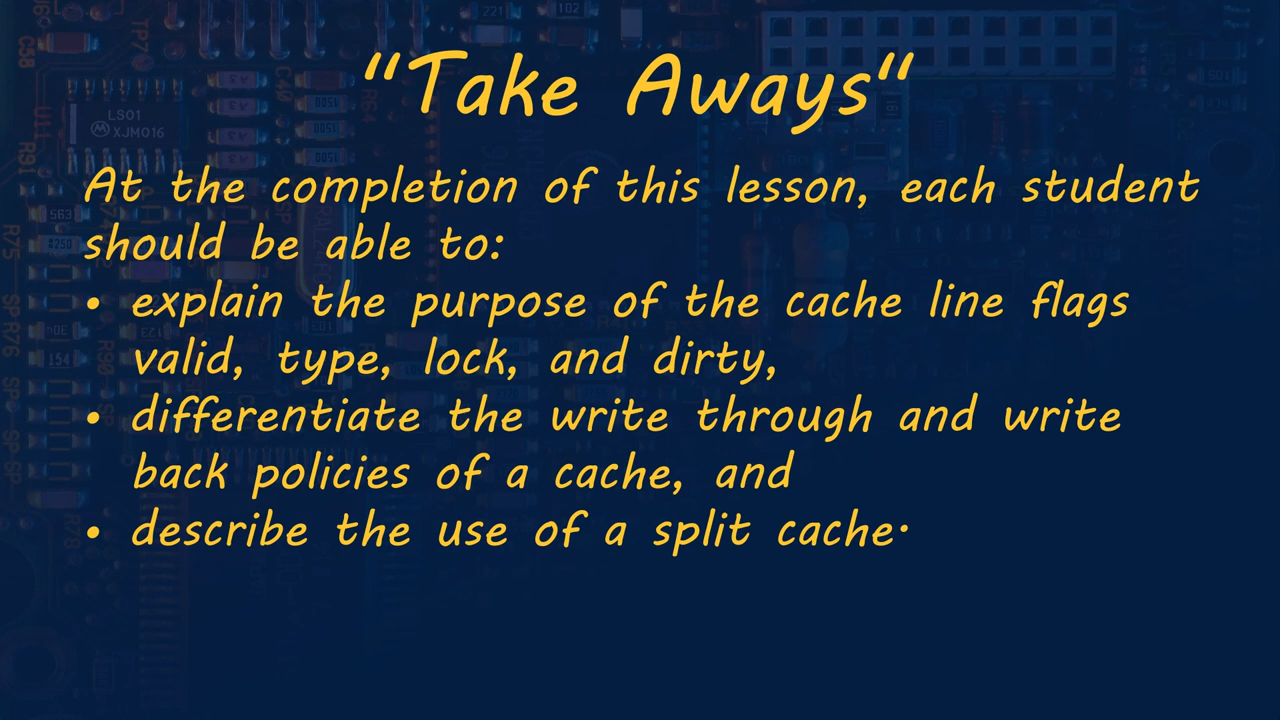 “Take Aways“
At the completion of this lesson, each student
should be able to:
• explain the purpose of the cache line flags
valid, type, lock, and dirty,
• differentiate the write through and write
back policies of a cache, and
• describe the use of a split cache.